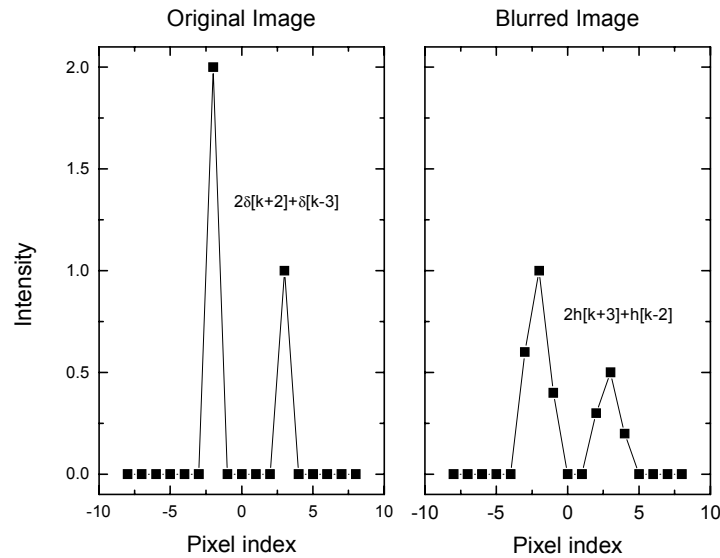 Original Image
Blurred Image
2.0
1.5
1.0
0.5
0.0
Intensity
2δ[k+2]+δ[k-3]
2h[k+3]+h[k-2]
-10 -5 0 5 10
-10 -5 0 5 10
Pixel index
Pixel index